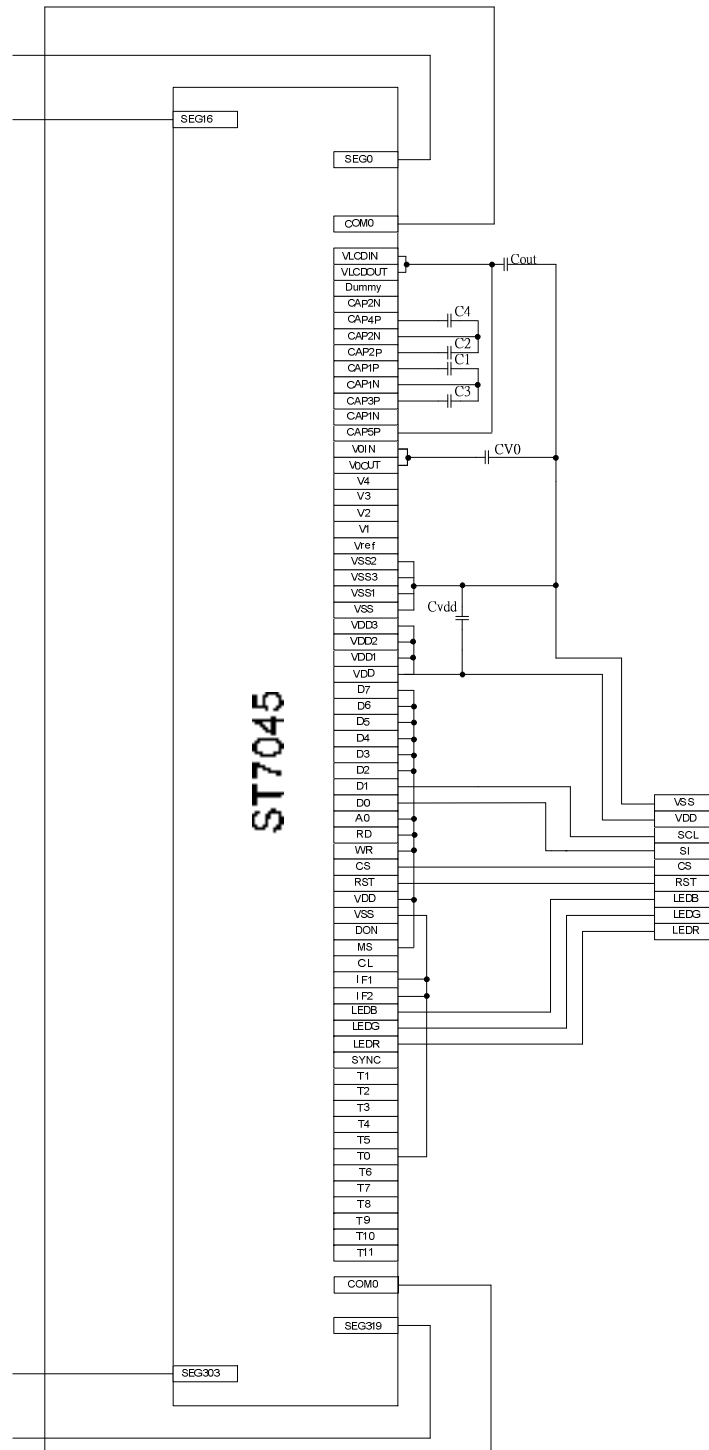 SEG16
SEG0
COM0
VLCDIN
VLCDOUT
Dummy
CAP2N
CAP4P
CAP2N
CAP2P
CAP1P
CAP1N
CAP3P
CAP1N
CAP5P
V0IN
V0OUT
V4
V3
V2
V1
Vref
VSS2
VSS3
VSS1
VSS
VDD3
VDD2
VDD1
VDD
D7
D6
D5
D4
D3
D2
D1
D0
A0
RD
WR
CS
RST
VDD
VSS
DON
MS
CL
IF1
IF2
LEDB
LEDG
LEDR
SYNC
T1
T2
T3
T4
T5
T0
T6
T7
T8
T9
T10
T11
COM0
SEG319
SEG303
ST7045
Cout
C4
C2
C1
C3
CV0
Cvdd
VSS
VDD
SCL
SI
CS
RST
LEDB
LEDG
LEDR